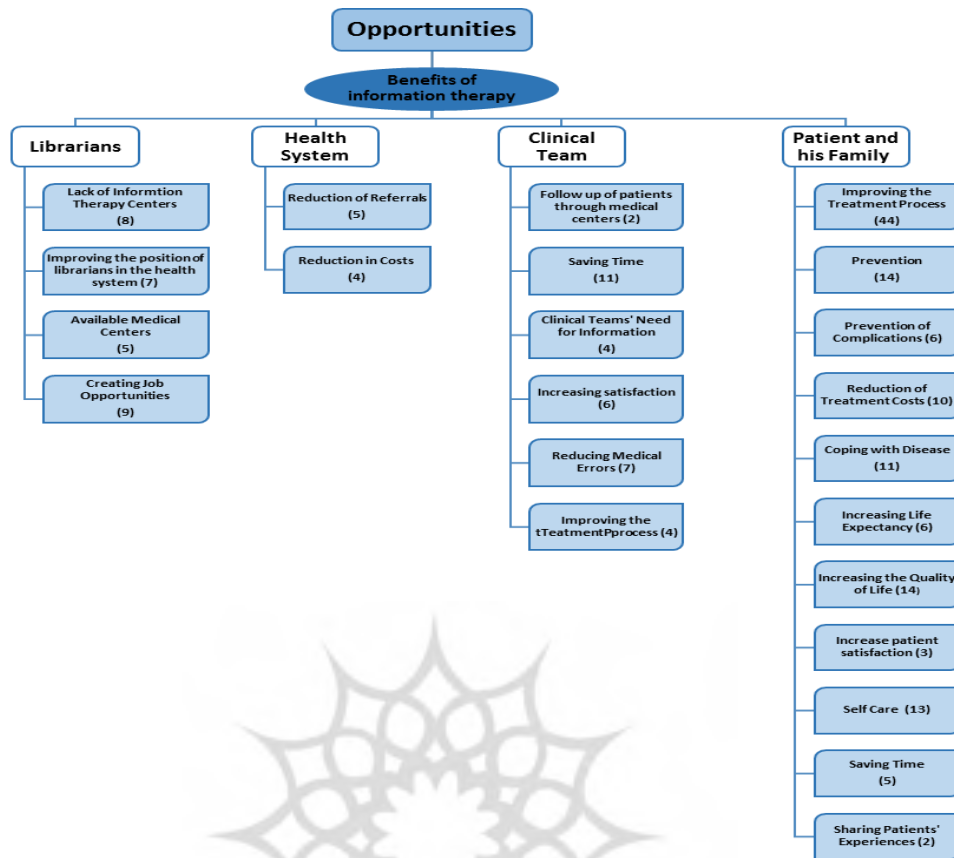 Opportunities
Benefits of
information therapy
Librarians
Lack of Informtion
Therapy Centers
(8)
Improving the position of
librarians in the health
system (7)
Available Medical
Centers
(5)
Creating Job
Opportunities
(9)
Health
System
Reduction of Referrals
(5)
Reduction in Costs
(4)
Clinical
Team
Follow up of patients
through medical
centers (2)
Saving Time
(11)
Clinical Teams' Need
for Information
(4)
Increasing satisfaction
(6)
Reducing Medical
Errors (7)
Improving the
tTeatmentPprocess (4)
Patient and
his Family
Improving the
Treatment Process
(44)
Prevention
(14)
Prevention of
Complications (6)
Reduction of
Treatment Costs (10)
Coping with Disease
(11)
Increasing Life
Expectancy (6)
Increasing the Quality
of Life (14)
Increase patient
satisfaction (3)
Self Care (13)
Saving Time
(5)
Sharing Patients'
Experiences (2)